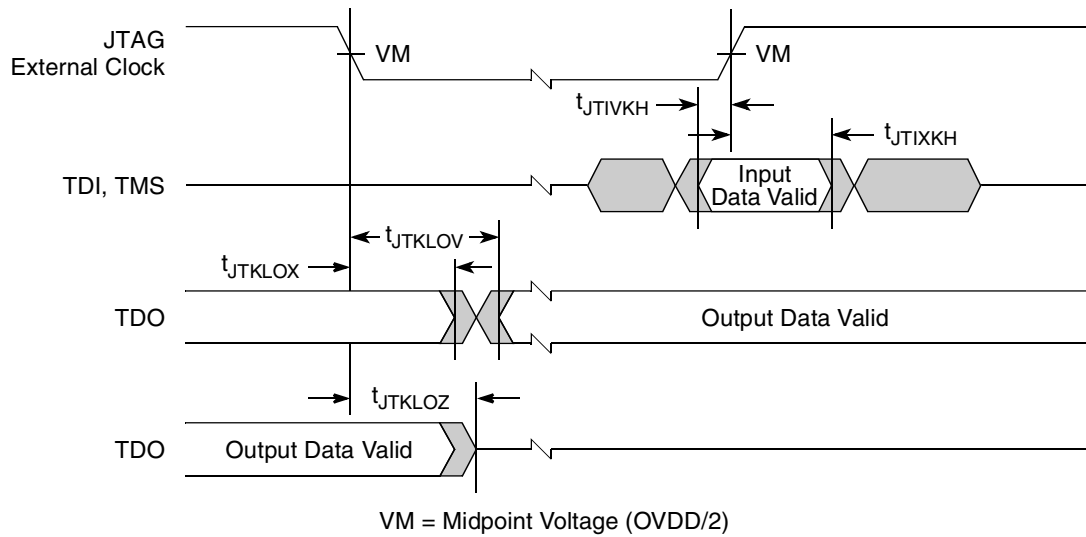 JTAG
External Clock
VM
VM
tJTIVKH
tJTIXKH
TDI, TMS
Input
Data Valid
tJTKLOV
tJTKLOX
TDO
Output Data Valid
tJTKLOZ
TDO
Output Data Valid
VM = Midpoint Voltage (OVDD/2)